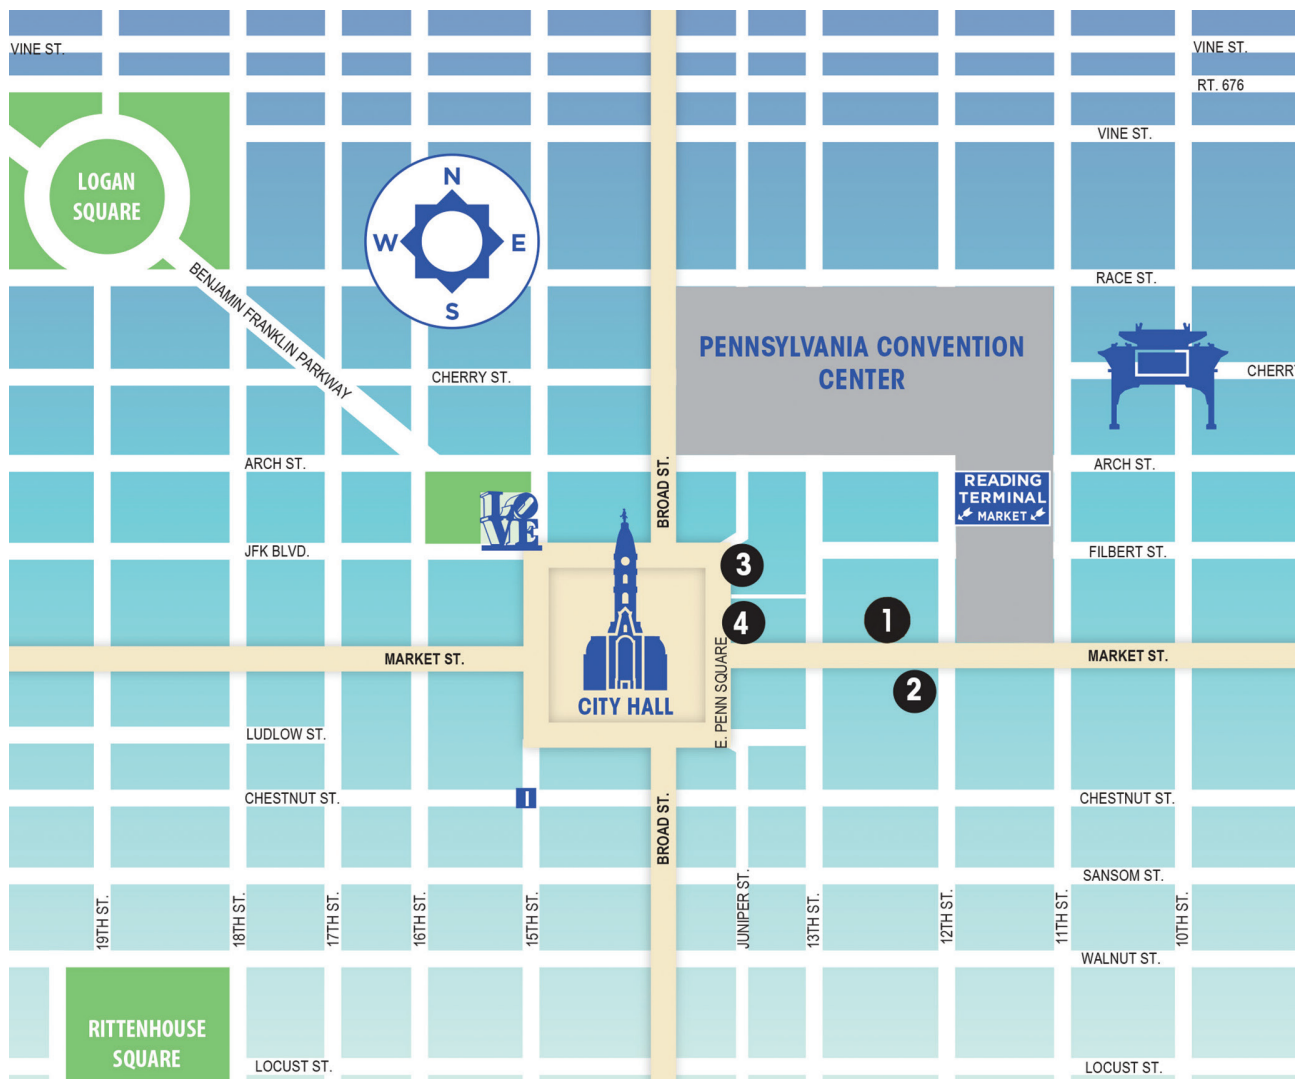 VINE ST.
VINE ST.
RT. 676
VINE ST.
LOGAN
SQUARE
N
W
E
S
RACE ST.
BENJAMIN FRANKLIN PARKWAY
PENNSYLVANIA CONVENTION
CENTER
CHERRY ST.
CHERRY
ARCH ST.
ARCH ST.
BROAD ST.
READING
TERMINAL
MARKET
LO
VE
JFK BLVD.
FILBERT ST.
3
4
1
2
MARKET ST.
MARKET ST.
E. PENN SQUARE
CITY HALL
LUDLOW ST.
CHESTNUT ST.
I
CHESTNUT ST.
BROAD ST.
SANSOM ST.
19TH ST.
18TH ST.
17TH ST.
16TH ST.
15TH ST.
JUNIPER ST.
13TH ST.
12TH ST.
11TH ST.
10TH ST.
WALNUT ST.
RITTENHOUSE
SQUARE
LOCUST ST.
LOCUST ST.